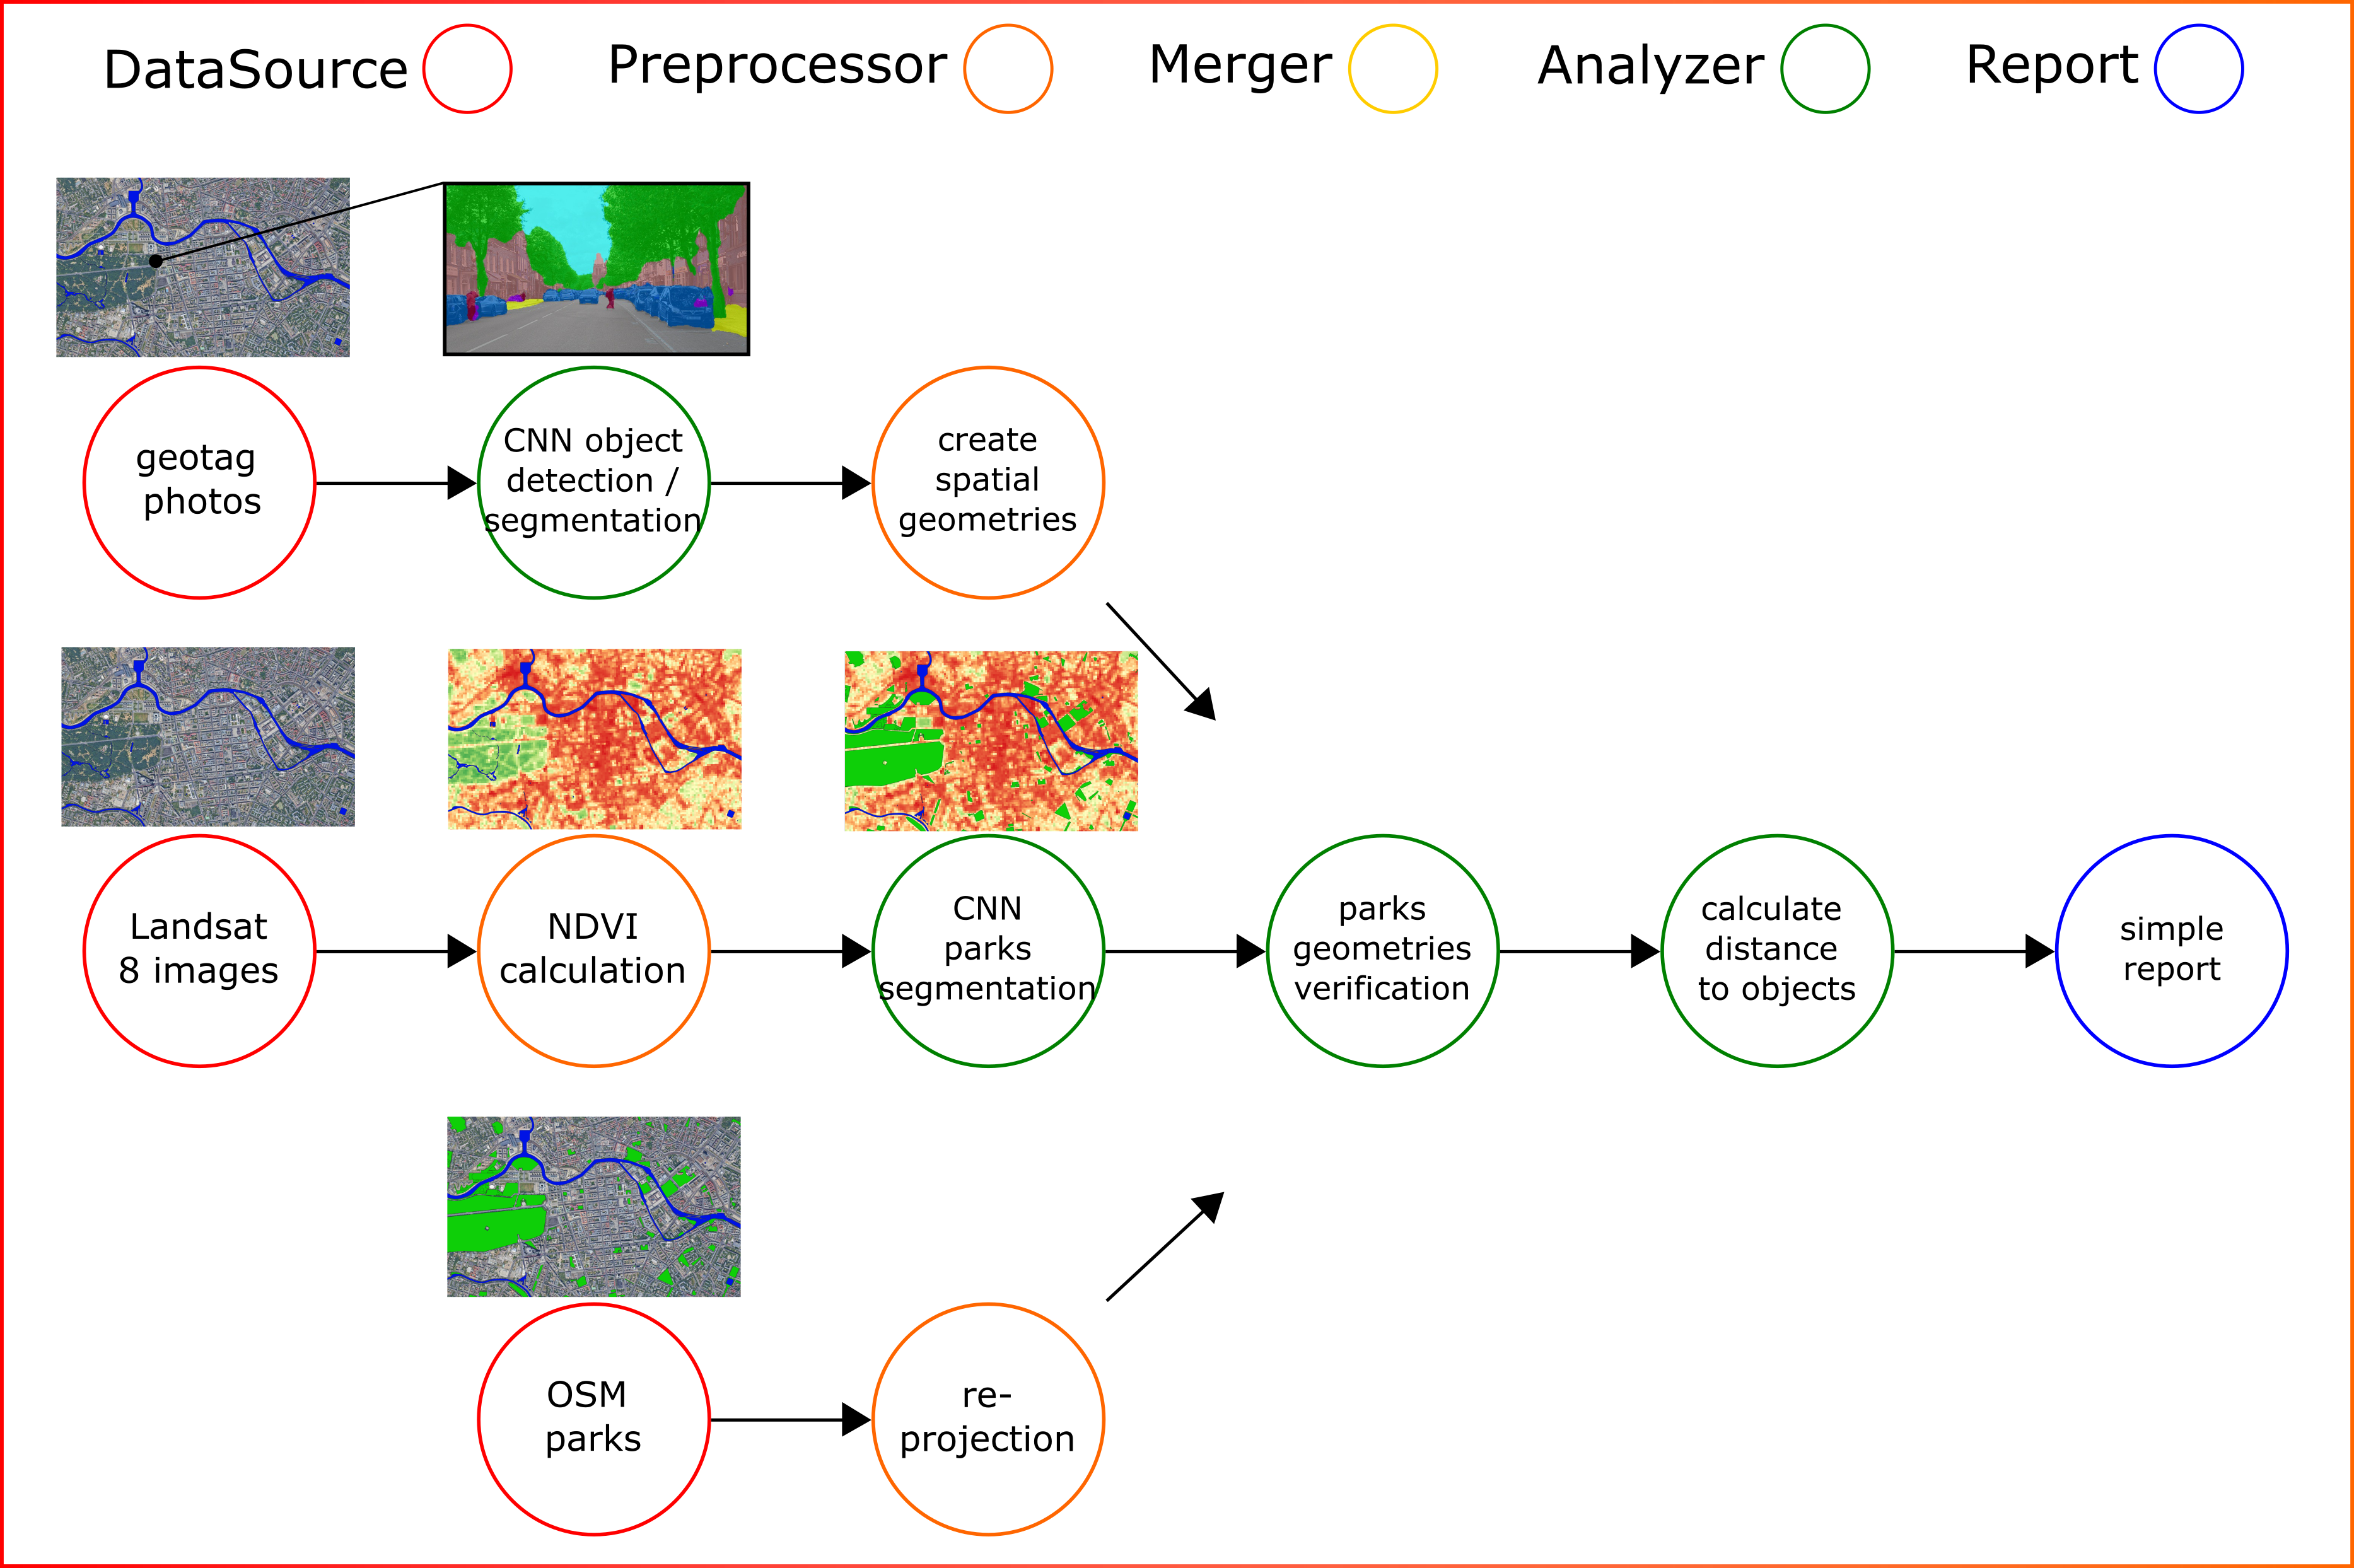 DataSource
Preprocessor
Merger
Analyzer
Report
geotag
photos
CNN object
detection /
segmentation
create
spatial
geometries
Landsat
8 images
NDVI
calculation
CNN
parks
segmentation
parks
geometries
verification
calculate
distance
to objects
simple
report
OSM
parks
re-
projection